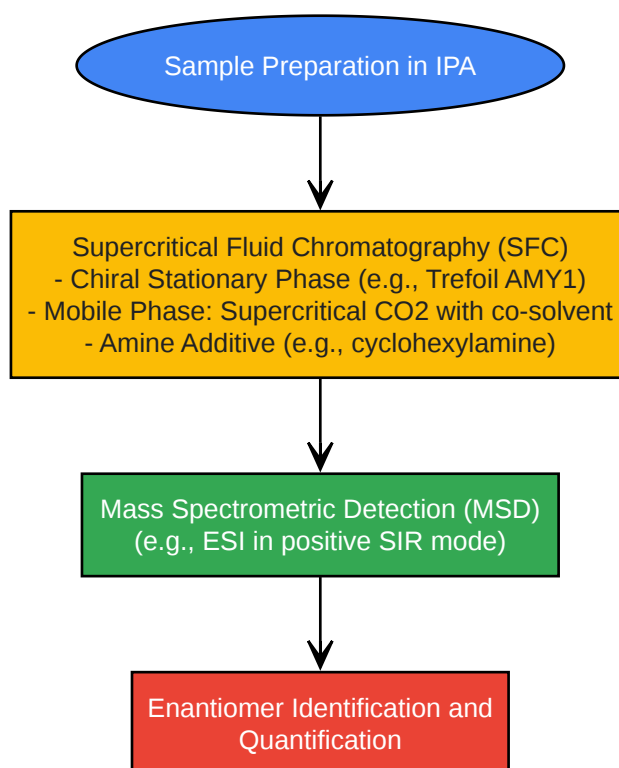 Sample Preparation in IPA
Supercritical Fluid Chromatography (SFC)
- Chiral Stationary Phase (e.g., Trefoil AMY1)
- Mobile Phase: Supercritical CO2 with co-solvent
- Amine Additive (e.g., cyclohexylamine)
Mass Spectrometric Detection (MSD)
(e.g., ESI in positive SIR mode)
Enantiomer Identification and
Quantification